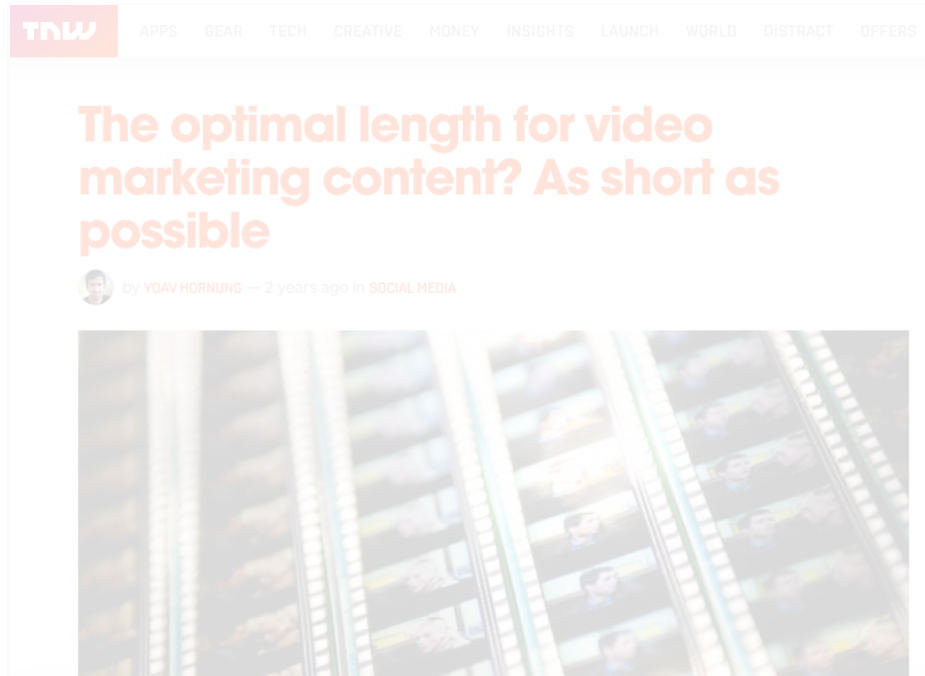 TNW APPS GEAR TECH CREATIVE MONEY INSIGHTS LAUNCH WORLD DISTRACT OFFERS
The optimal length for video
marketing content? As short as
possible
by YOAV HORNUNG — 2 years ago in SOCIAL MEDIA